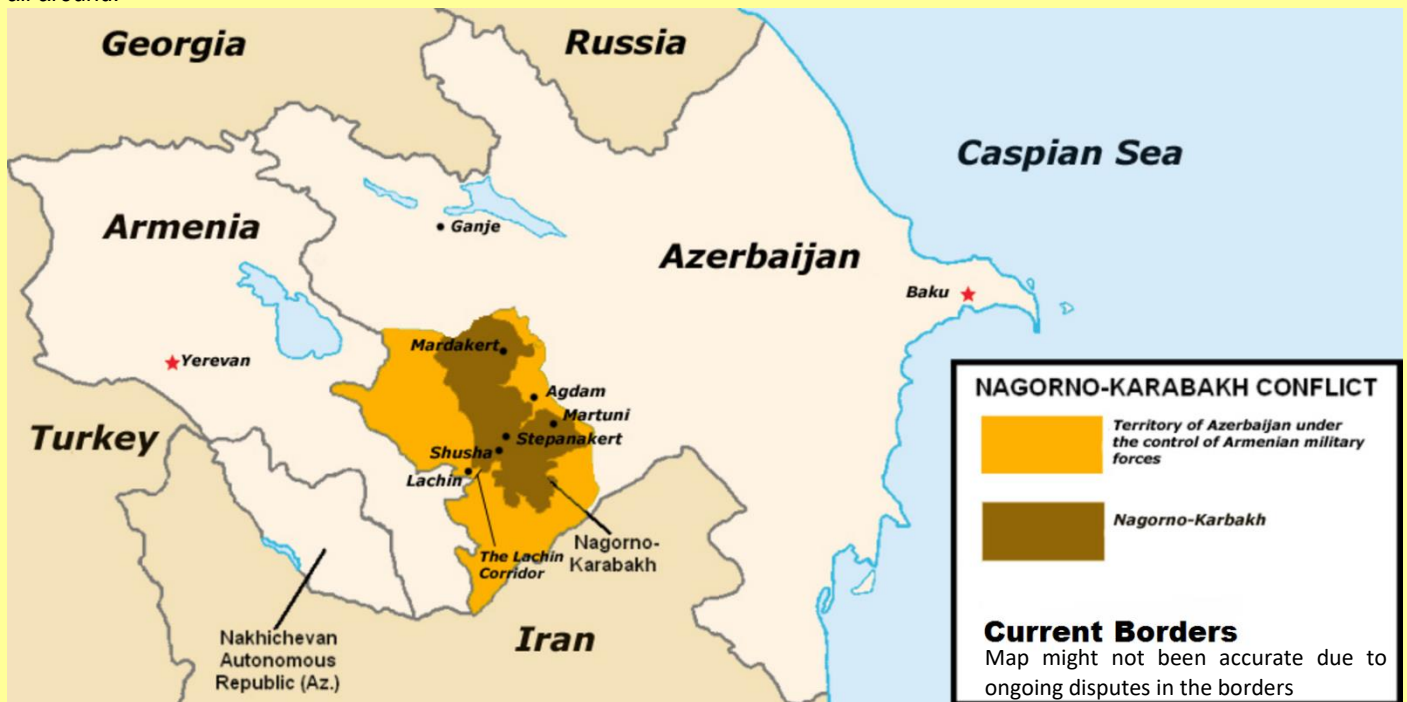 all around.
Georgia
Russia
Caspian Sea
Armenia
Ganje
Azerbaijan
Baku
Mardakert
Yerevan
Agdam
Martuni
Turkey
Stepanakert
Shusha
Lachin
Nagorno-
Karabakh
The Lachin
Corridor
Iran
Nakhichevan
Autonomous
Republic (Az.)
NAGORNO-KARABAKH CONFLICT
Territory of Azerbaijan under
the control of Armenian military
forces
Nagorno-Karbakh
Current Borders
Map might not been accurate due to
ongoing disputes in the borders